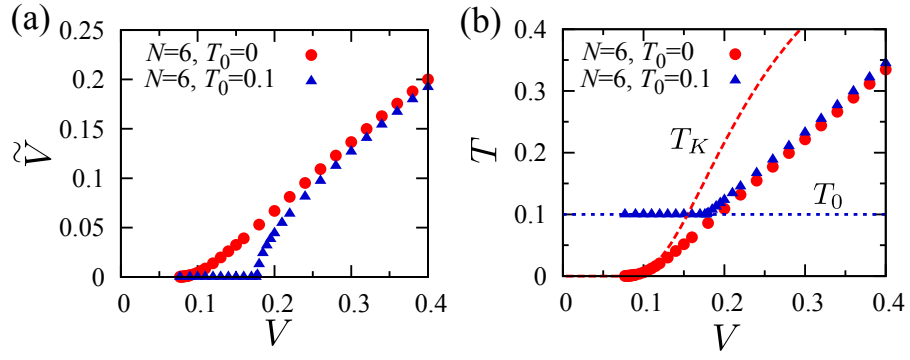 (a)
0.25
0.2
0.15
0.1
0.05
0
Ṽ
N=6, T₀=0
N=6, T₀=0.1
0 0.1 0.2 0.3 0.4
V
(b)
0.4
0.3
0.2
0.1
0
T
N=6, T₀=0
N=6, T₀=0.1
T_K
T₀
0 0.1 0.2 0.3 0.4
V